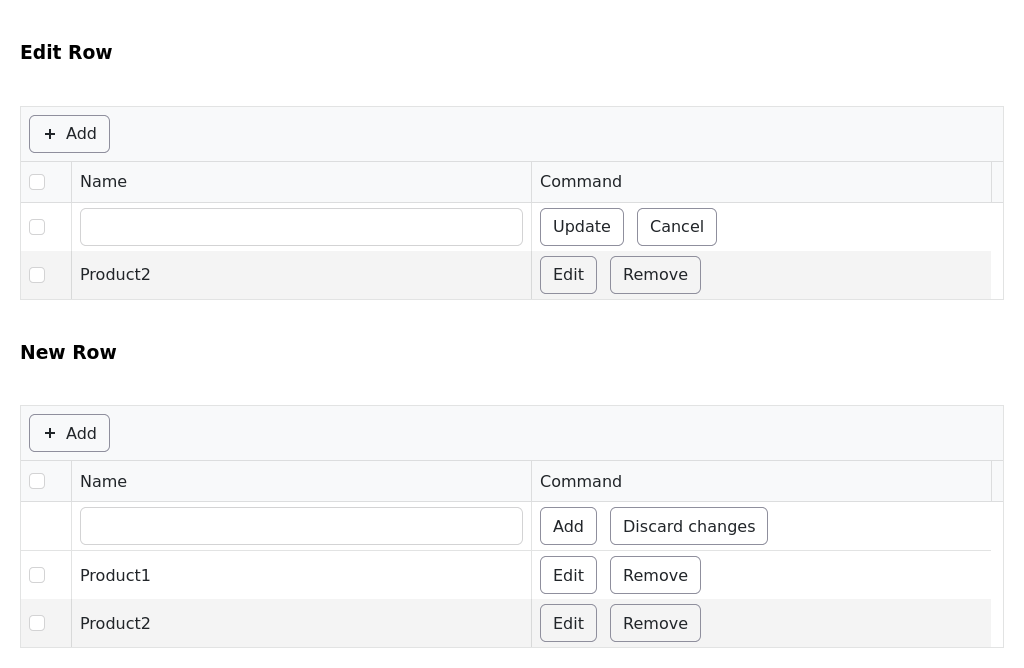 Edit Row
+ Add
Name Command
Update Cancel
Product2 Edit Remove
New Row
+ Add
Name Command
Add Discard changes
Product1 Edit Remove
Product2 Edit Remove